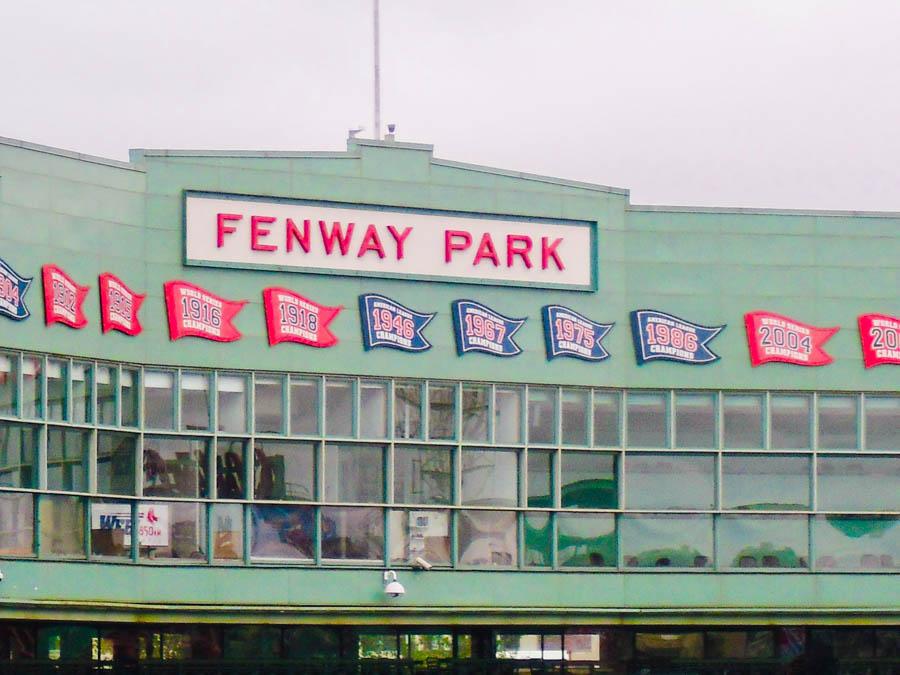 FENWAY PARK
WORLD SERIES
1916
CHAMPIONS
WORLD SERIES
1918
CHAMPIONS
AMERICAN LEAGUE
1946
CHAMPIONS
AMERICAN LEAGUE
1967
CHAMPIONS
AMERICAN LEAGUE
1975
CHAMPIONS
AMERICAN LEAGUE
1986
CHAMPIONS
WORLD SERIES
2004
CHAMPIONS
850AM